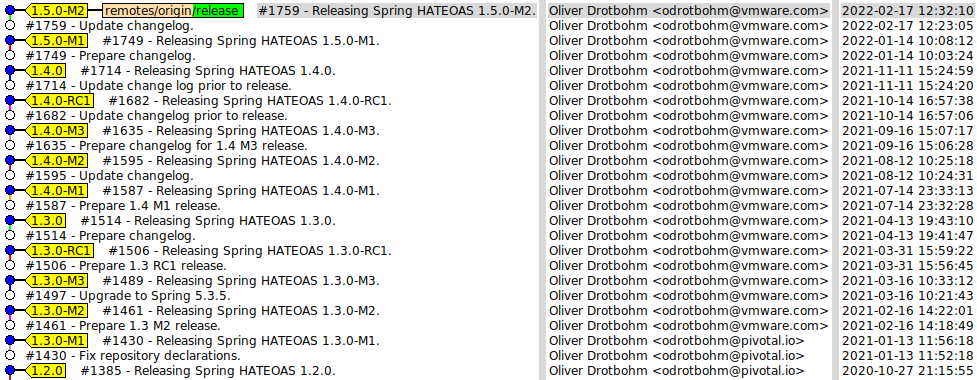 1.5.0-M2 remotes/origin/release #1759 - Releasing Spring HATEOAS 1.5.0-M2. Oliver Drotbohm <odrotbohm@vmware.com> 2022-02-17 12:32:10
#1759 - Update changelog. Oliver Drotbohm <odrotbohm@vmware.com> 2022-02-17 12:23:05
1.5.0-M1 #1749 - Releasing Spring HATEOAS 1.5.0-M1. Oliver Drotbohm <odrotbohm@vmware.com> 2022-01-14 10:08:12
#1749 - Prepare changelog. Oliver Drotbohm <odrotbohm@vmware.com> 2022-01-14 10:03:24
1.4.0 #1714 - Releasing Spring HATEOAS 1.4.0. Oliver Drotbohm <odrotbohm@vmware.com> 2021-11-11 15:24:59
#1714 - Update change log prior to release. Oliver Drotbohm <odrotbohm@vmware.com> 2021-11-11 15:24:20
1.4.0-RC1 #1682 - Releasing Spring HATEOAS 1.4.0-RC1. Oliver Drotbohm <odrotbohm@vmware.com> 2021-10-14 16:57:38
#1682 - Update changelog prior to release. Oliver Drotbohm <odrotbohm@vmware.com> 2021-10-14 16:57:06
1.4.0-M3 #1635 - Releasing Spring HATEOAS 1.4.0-M3. Oliver Drotbohm <odrotbohm@vmware.com> 2021-09-16 15:07:17
#1635 - Prepare changelog for 1.4 M3 release. Oliver Drotbohm <odrotbohm@vmware.com> 2021-09-16 15:06:28
1.4.0-M2 #1595 - Releasing Spring HATEOAS 1.4.0-M2. Oliver Drotbohm <odrotbohm@vmware.com> 2021-08-12 10:25:18
#1595 - Update changelog. Oliver Drotbohm <odrotbohm@vmware.com> 2021-08-12 10:24:31
1.4.0-M1 #1587 - Releasing Spring HATEOAS 1.4.0-M1. Oliver Drotbohm <odrotbohm@vmware.com> 2021-07-14 23:33:13
#1587 - Prepare 1.4 M1 release. Oliver Drotbohm <odrotbohm@vmware.com> 2021-07-14 23:32:28
1.3.0 #1514 - Releasing Spring HATEOAS 1.3.0. Oliver Drotbohm <odrotbohm@vmware.com> 2021-04-13 19:43:10
#1514 - Prepare changelog. Oliver Drotbohm <odrotbohm@vmware.com> 2021-04-13 19:41:47
1.3.0-RC1 #1506 - Releasing Spring HATEOAS 1.3.0-RC1. Oliver Drotbohm <odrotbohm@vmware.com> 2021-03-31 15:59:22
#1506 - Prepare 1.3 RC1 release. Oliver Drotbohm <odrotbohm@vmware.com> 2021-03-31 15:56:45
1.3.0-M3 #1489 - Releasing Spring HATEOAS 1.3.0-M3. Oliver Drotbohm <odrotbohm@vmware.com> 2021-03-16 10:33:12
#1497 - Upgrade to Spring 5.3.5. Oliver Drotbohm <odrotbohm@vmware.com> 2021-03-16 10:21:43
1.3.0-M2 #1461 - Releasing Spring HATEOAS 1.3.0-M2. Oliver Drotbohm <odrotbohm@vmware.com> 2021-02-16 14:22:01
#1461 - Prepare 1.3 M2 release. Oliver Drotbohm <odrotbohm@vmware.com> 2021-02-16 14:18:49
1.3.0-M1 #1430 - Releasing Spring HATEOAS 1.3.0-M1. Oliver Drotbohm <odrotbohm@pivotal.io> 2021-01-13 11:56:18
#1430 - Fix repository declarations. Oliver Drotbohm <odrotbohm@pivotal.io> 2021-01-13 11:52:18
1.2.0 #1385 - Releasing Spring HATEOAS 1.2.0. Oliver Drotbohm <odrotbohm@pivotal.io> 2020-10-27 21:15:55